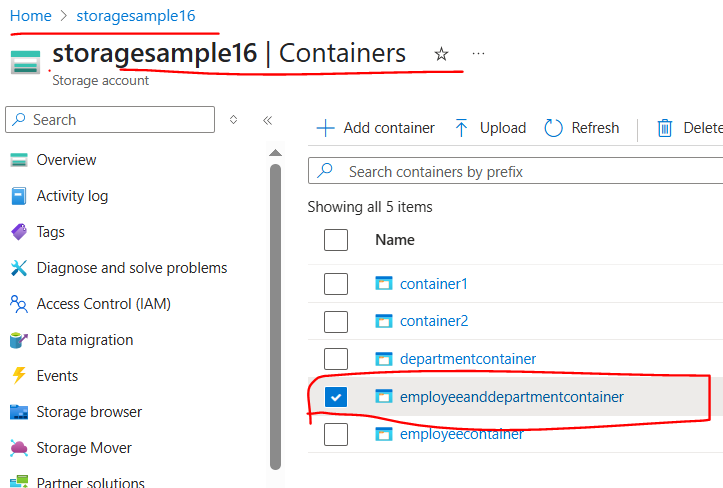 Home > storagesample16
storagesample16 | Containers
Storage account
Search
Add container
Upload
Refresh
Delete
Search containers by prefix
Showing all 5 items
Name
container1
container2
departmentcontainer
employeeanddepartmentcontainer
employeecontainer
Overview
Activity log
Tags
Diagnose and solve problems
Access Control (IAM)
Data migration
Events
Storage browser
Storage Mover
Partner solutions